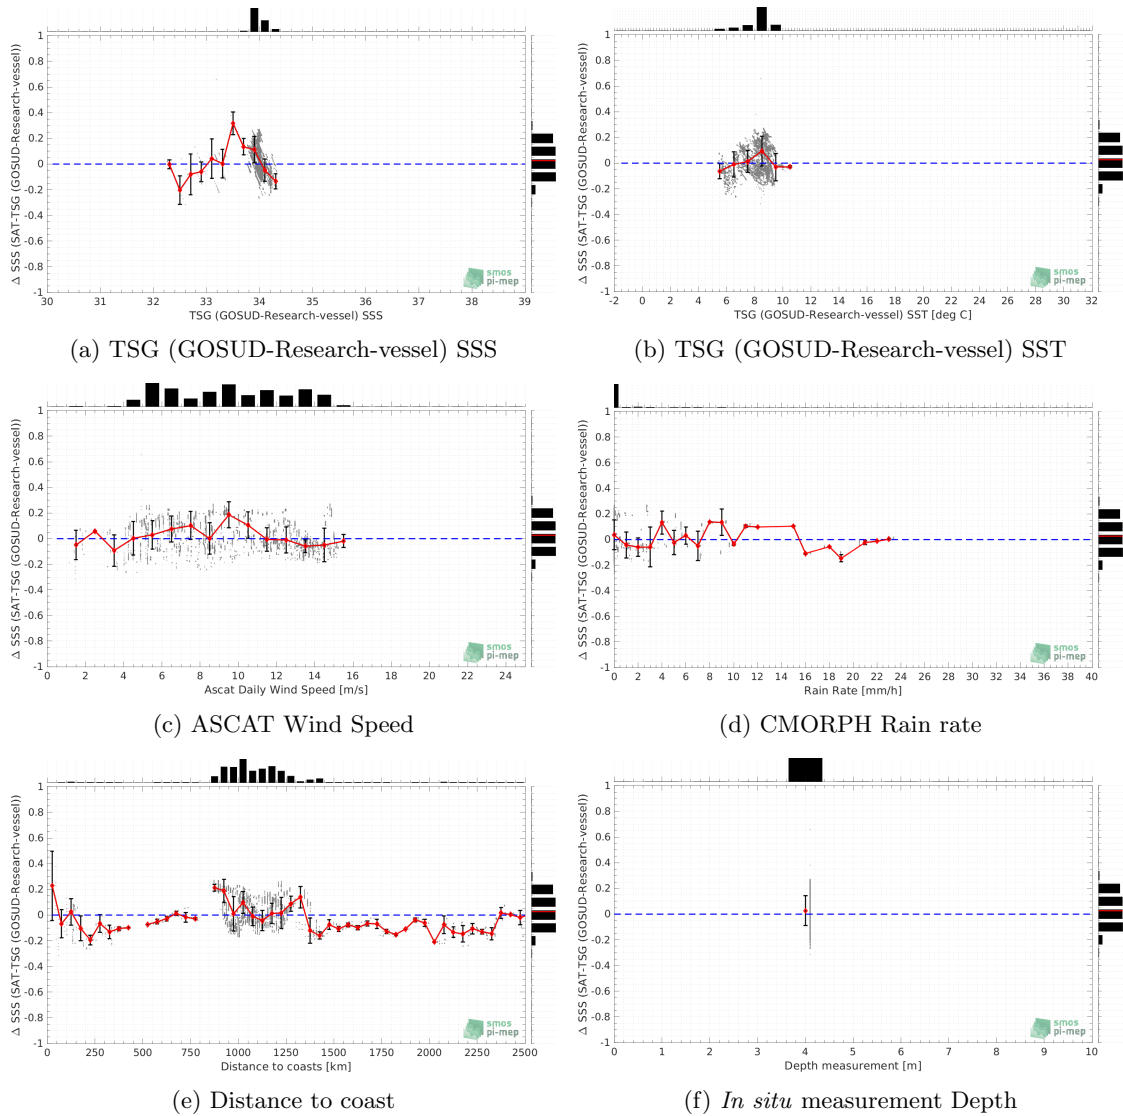 Δ SSS (SAT-TSG (GOSUD-Research-vessel))
1
0.8
0.6
0.4
0.2
0
-0.2
-0.4
-0.6
-0.8
-1
30 31 32 33 34 35 36 37 38 39
TSG (GOSUD-Research-vessel) SSS
smos
pi-mep
(a) TSG (GOSUD-Research-vessel) SSS
Δ SSS (SAT-TSG (GOSUD-Research-vessel))
1
0.8
0.6
0.4
0.2
0
-0.2
-0.4
-0.6
-0.8
-1
-2 0 2 4 6 8 10 12 14 16 18 20 22 24 26 28 30 32
TSG (GOSUD-Research-vessel) SST [deg C]
smos
pi-mep
(b) TSG (GOSUD-Research-vessel) SST
Δ SSS (SAT-TSG (GOSUD-Research-vessel))
1
0.8
0.6
0.4
0.2
0
-0.2
-0.4
-0.6
-0.8
-1
0 2 4 6 8 10 12 14 16 18 20 22 24
Ascat Daily Wind Speed [m/s]
smos
pi-mep
(c) ASCAT Wind Speed
Δ SSS (SAT-TSG (GOSUD-Research-vessel))
1
0.8
0.6
0.4
0.2
0
-0.2
-0.4
-0.6
-0.8
-1
0 2 4 6 8 10 12 14 16 18 20 22 24 26 28 30 32 34 36 38 40
Rain Rate [mm/h]
smos
pi-mep
(d) CMORPH Rain rate
Δ SSS (SAT-TSG (GOSUD-Research-vessel))
1
0.8
0.6
0.4
0.2
0
-0.2
-0.4
-0.6
-0.8
-1
0 250 500 750 1000 1250 1500 1750 2000 2250 2500
Distance to coasts [km]
smos
pi-mep
(e) Distance to coast
Δ SSS (SAT-TSG (GOSUD-Research-vessel))
1
0.8
0.6
0.4
0.2
0
-0.2
-0.4
-0.6
-0.8
-1
0 1 2 3 4 5 6 7 8 9 10
Depth measurement [m]
smos
pi-mep
(f) In situ measurement Depth